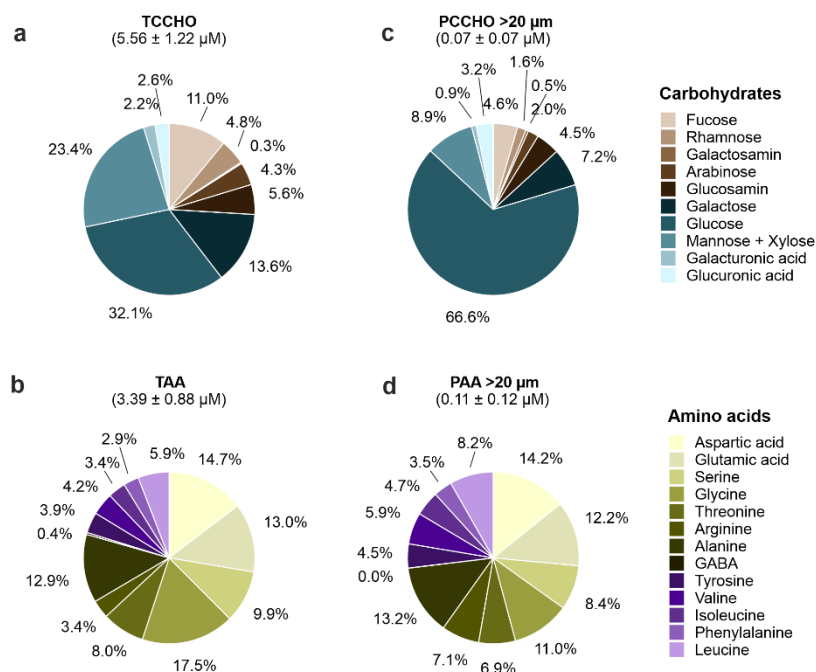 a
TCCHO
(5.56 ± 1.22 µM)
2.6%
2.2%
11.0%
4.8%
0.3%
4.3%
5.6%
13.6%
32.1%
23.4%
c
PCCHO >20 µm
(0.07 ± 0.07 µM)
3.2%
0.9%
8.9%
4.6%
1.6%
0.5%
2.0%
4.5%
7.2%
66.6%
Carbohydrates
Fucose
Rhamnose
Galactosamin
Arabinose
Glucosamin
Galactose
Glucose
Mannose + Xylose
Galacturonic acid
Glucuronic acid
b
TAA
(3.39 ± 0.88 µM)
2.9%
5.9%
3.4%
4.2%
3.9%
0.4%
12.9%
3.4%
8.0%
17.5%
9.9%
13.0%
14.7%
d
PAA >20 µm
(0.11 ± 0.12 µM)
8.2%
3.5%
4.7%
5.9%
4.5%
0.0%
13.2%
7.1%
6.9%
11.0%
8.4%
12.2%
14.2%
Amino acids
Aspartic acid
Glutamic acid
Serine
Glycine
Threonine
Arginine
Alanine
GABA
Tyrosine
Valine
Isoleucine
Phenylalanine
Leucine